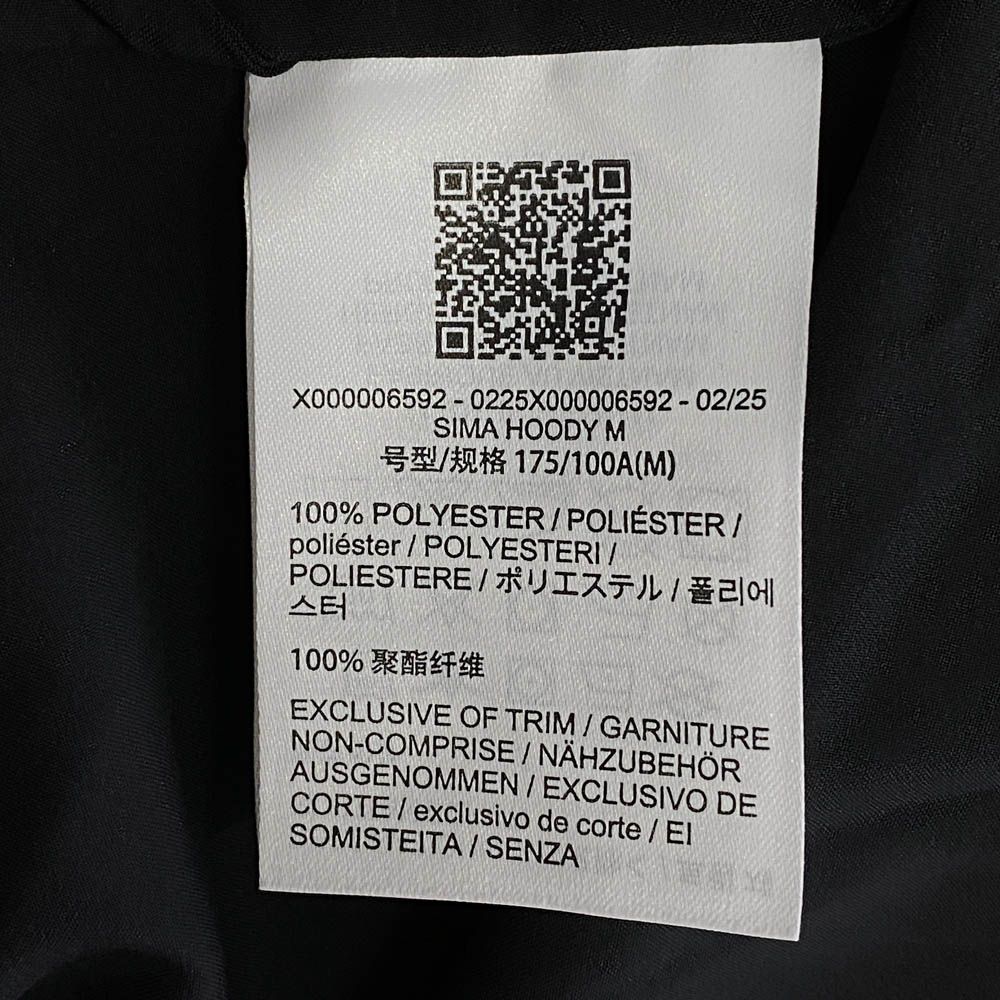 X000006592 - 0225X000006592 - 02/25
SIMA HOODY M
号型/规格 175/100A(M)
100% POLYESTER / POLIÉSTER /
poliéster / POLYESTERI /
POLIESTERE / ポリエステル / 폴리에
스터
100% 聚酯纤维
EXCLUSIVE OF TRIM / GARNITURE
NON-COMPRISE / NÄHZUBEHÖR
AUSGENOMMEN / EXCLUSIVO DE
CORTE / exclusivo de corte / EI
SOMISTEITA / SENZA